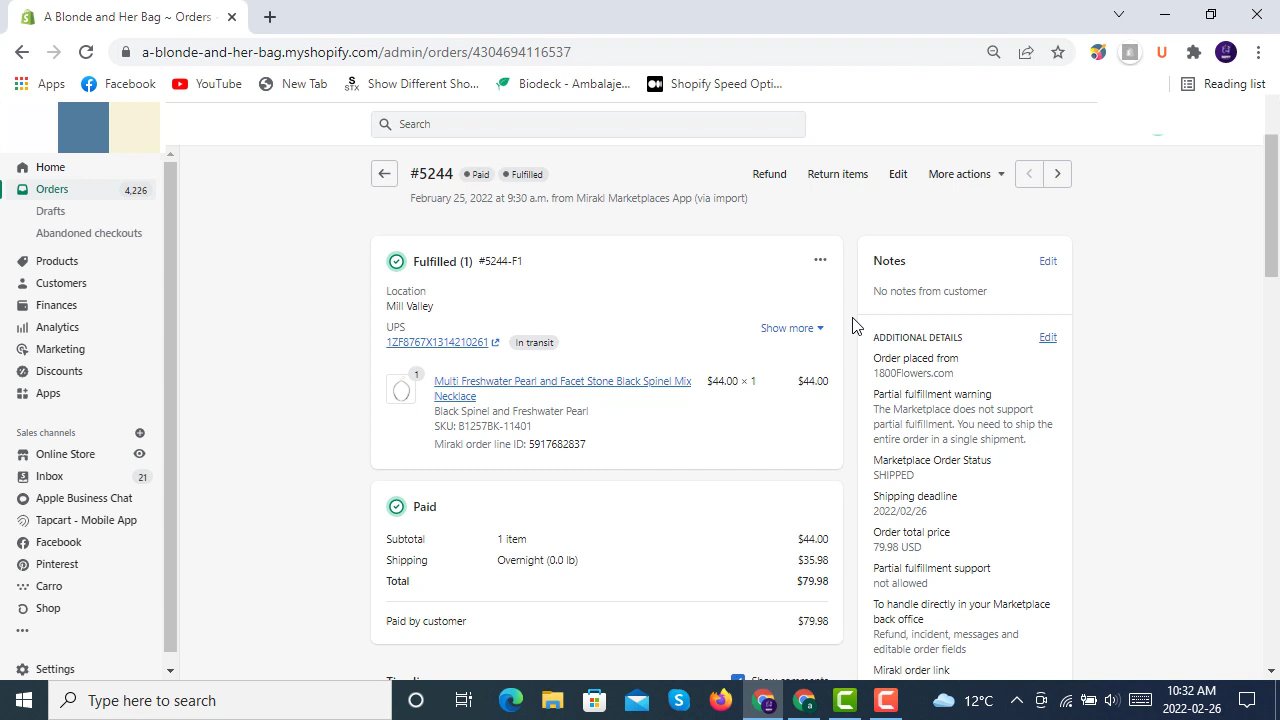 A Blonde and Her Bag ~ Orders
a-blonde-and-her-bag.myshopify.com/admin/orders/4304694116537
Apps
Facebook
YouTube
New Tab
Show Different Sho...
Biodeck - Ambalaje...
Shopify Speed Opti...
Reading list
Search
Home
Orders 4,226
Drafts
Abandoned checkouts
Products
Customers
Finances
Analytics
Marketing
Discounts
Apps
Sales channels
Online Store
Inbox 21
Apple Business Chat
Tapcart - Mobile App
Facebook
Pinterest
Carro
Shop
Settings
#5244 Paid Fulfilled
Refund Return items Edit More actions
February 25, 2022 at 9:30 a.m. from Mirakl Marketplaces App (via import)
Fulfilled (1) #5244-F1
Location
Mill Valley
UPS
Show more
1ZF8767X1314210261 In transit
1
Multi Freshwater Pearl and Facet Stone Black Spinel Mix $44.00 × 1 $44.00
Necklace
Black Spinel and Freshwater Pearl
SKU: B1257BK-11401
Mirakl order line ID: 5917682837
Paid
Subtotal 1 item $44.00
Shipping Overnight (0.0 lb) $35.98
Total $79.98
Paid by customer $79.98
Notes Edit
No notes from customer
ADDITIONAL DETAILS Edit
Order placed from
1800Flowers.com
Partial fulfillment warning
The Marketplace does not support
partial fulfillment. You need to ship the
entire order in a single shipment.
Marketplace Order Status
SHIPPED
Shipping deadline
2022/02/26
Order total price
79.98 USD
Partial fulfillment support
not allowed
To handle directly in your Marketplace
back office
Refund, incident, messages and
editable order fields
Mirakl order link
Type here to search
12°C
10:32 AM
2022-02-26